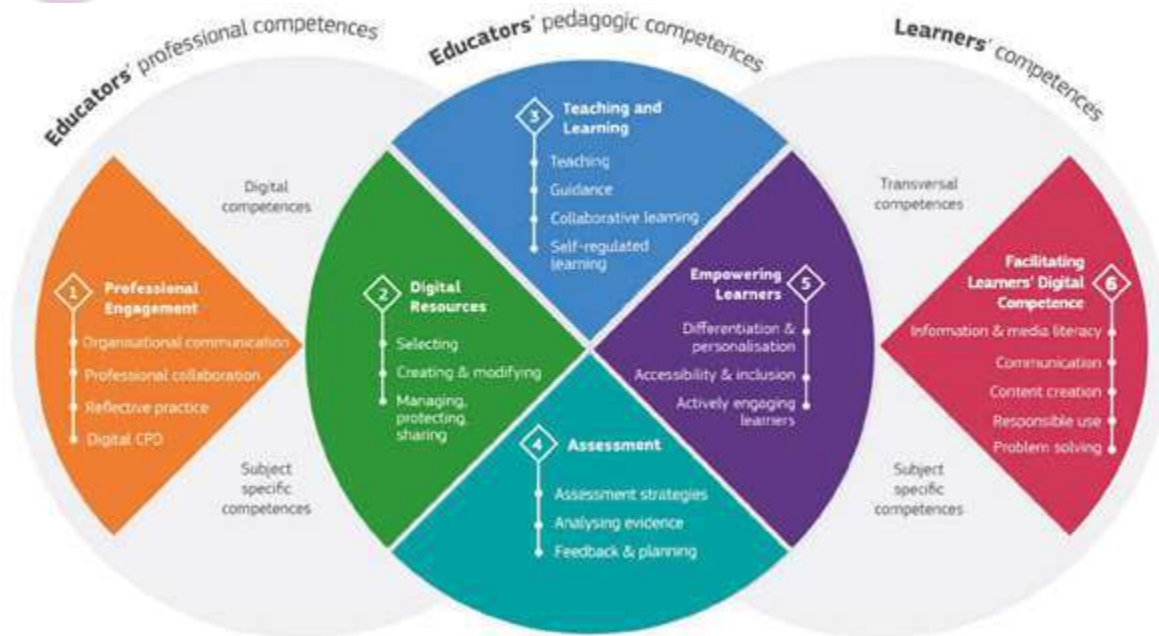 Educators' professional competences
Educators' pedagogic competences
Learners' competences
Digital
competences
Subject
specific
competences
1
Professional
Engagement
Organisational communication
Professional collaboration
Reflective practice
Digital CPD
2
Digital
Resources
Selecting
Creating & modifying
Managing,
protecting,
sharing
3
Teaching and
Learning
Teaching
Guidance
Collaborative learning
Self-regulated
learning
4
Assessment
Assessment strategies
Analysing evidence
Feedback & planning
5
Empowering
Learners
Differentiation &
personalisation
Accessibility & inclusion
Actively engaging
learners
Transversal
competences
Subject
specific
competences
6
Facilitating
Learners' Digital
Competence
Information & media literacy
Communication
Content creation
Responsible use
Problem solving